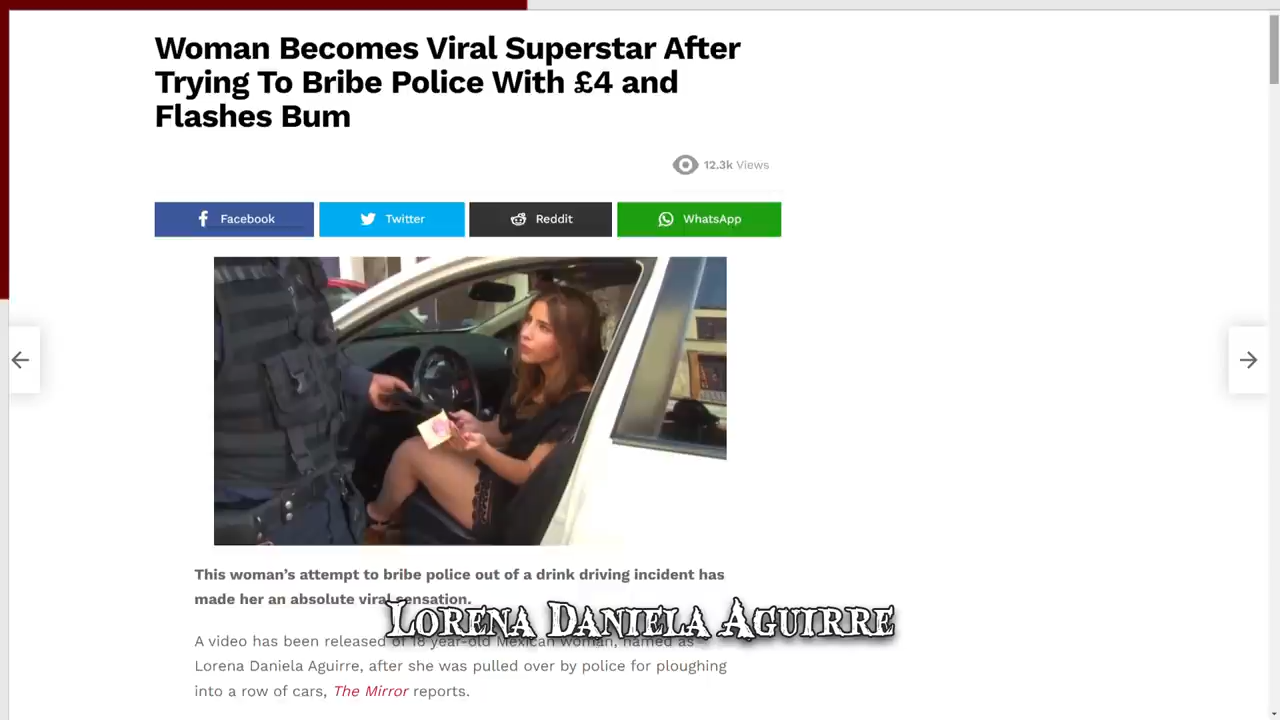 Woman Becomes Viral Superstar After
Trying To Bribe Police With £4 and
Flashes Bum
12.3k Views
Facebook
Twitter
Reddit
WhatsApp
This woman's attempt to bribe police out of a drink driving incident has
made her an absolute viral sensation.
Lorena Daniela Aguirre
A video has been released of 18 year-old Mexican woman, named as
Lorena Daniela Aguirre, after she was pulled over by police for ploughing
into a row of cars, The Mirror reports.